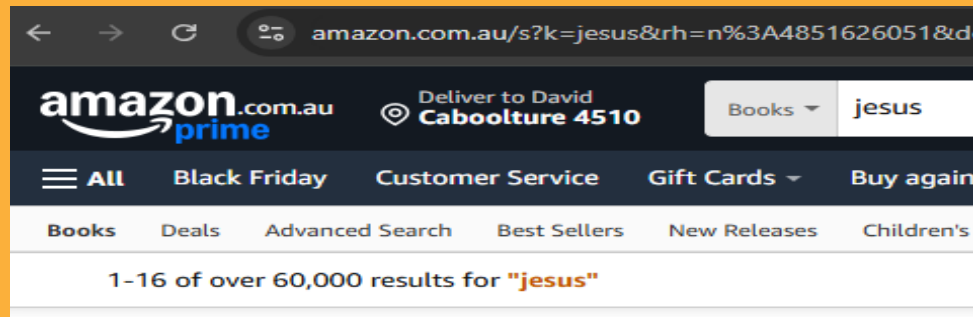 amazon.com.au/s?k=jesus&rh=n%3A4851626051&d
amazon.com.au prime Deliver to David Caboolture 4510 Books jesus
All Black Friday Customer Service Gift Cards Buy again
Books Deals Advanced Search Best Sellers New Releases Children's
1-16 of over 60,000 results for "jesus"